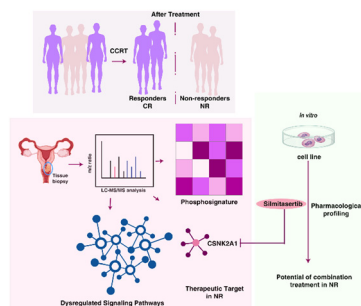 After Treatment
CCRT
Responders
CR
Non-responders
NR
Tissue
biopsy
m/z ratio
LC-MS/MS analysis
Phosphosignature
CSNK2A1
Dysregulated Signaling Pathways
Therapeutic Target
in NR
In vitro
cell line
Silmitasertib
Pharmacological
profiling
Potential of combination
treatment in NR